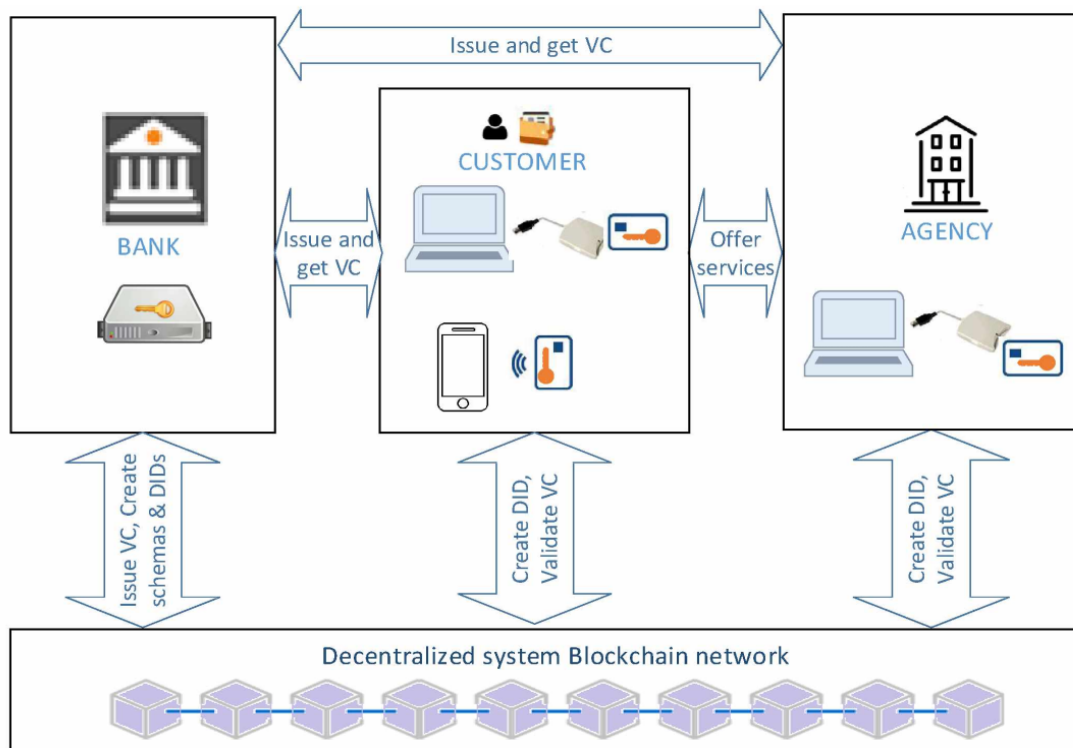 Issue and get VC
CUSTOMER
BANK
Issue and
get VC
Offer
services
AGENCY
Issue VC, Create
schemas & DIDs
Create DID,
Validate VC
Create DID,
Validate VC
Decentralized system Blockchain network